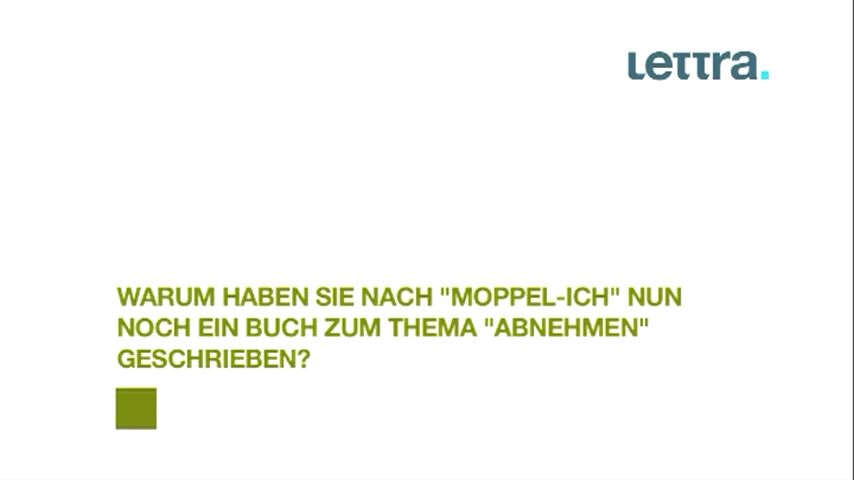 Lettra.
WARUM HABEN SIE NACH "MOPPEL-ICH" NUN
NOCH EIN BUCH ZUM THEMA "ABNEHMEN"
GESCHRIEBEN?